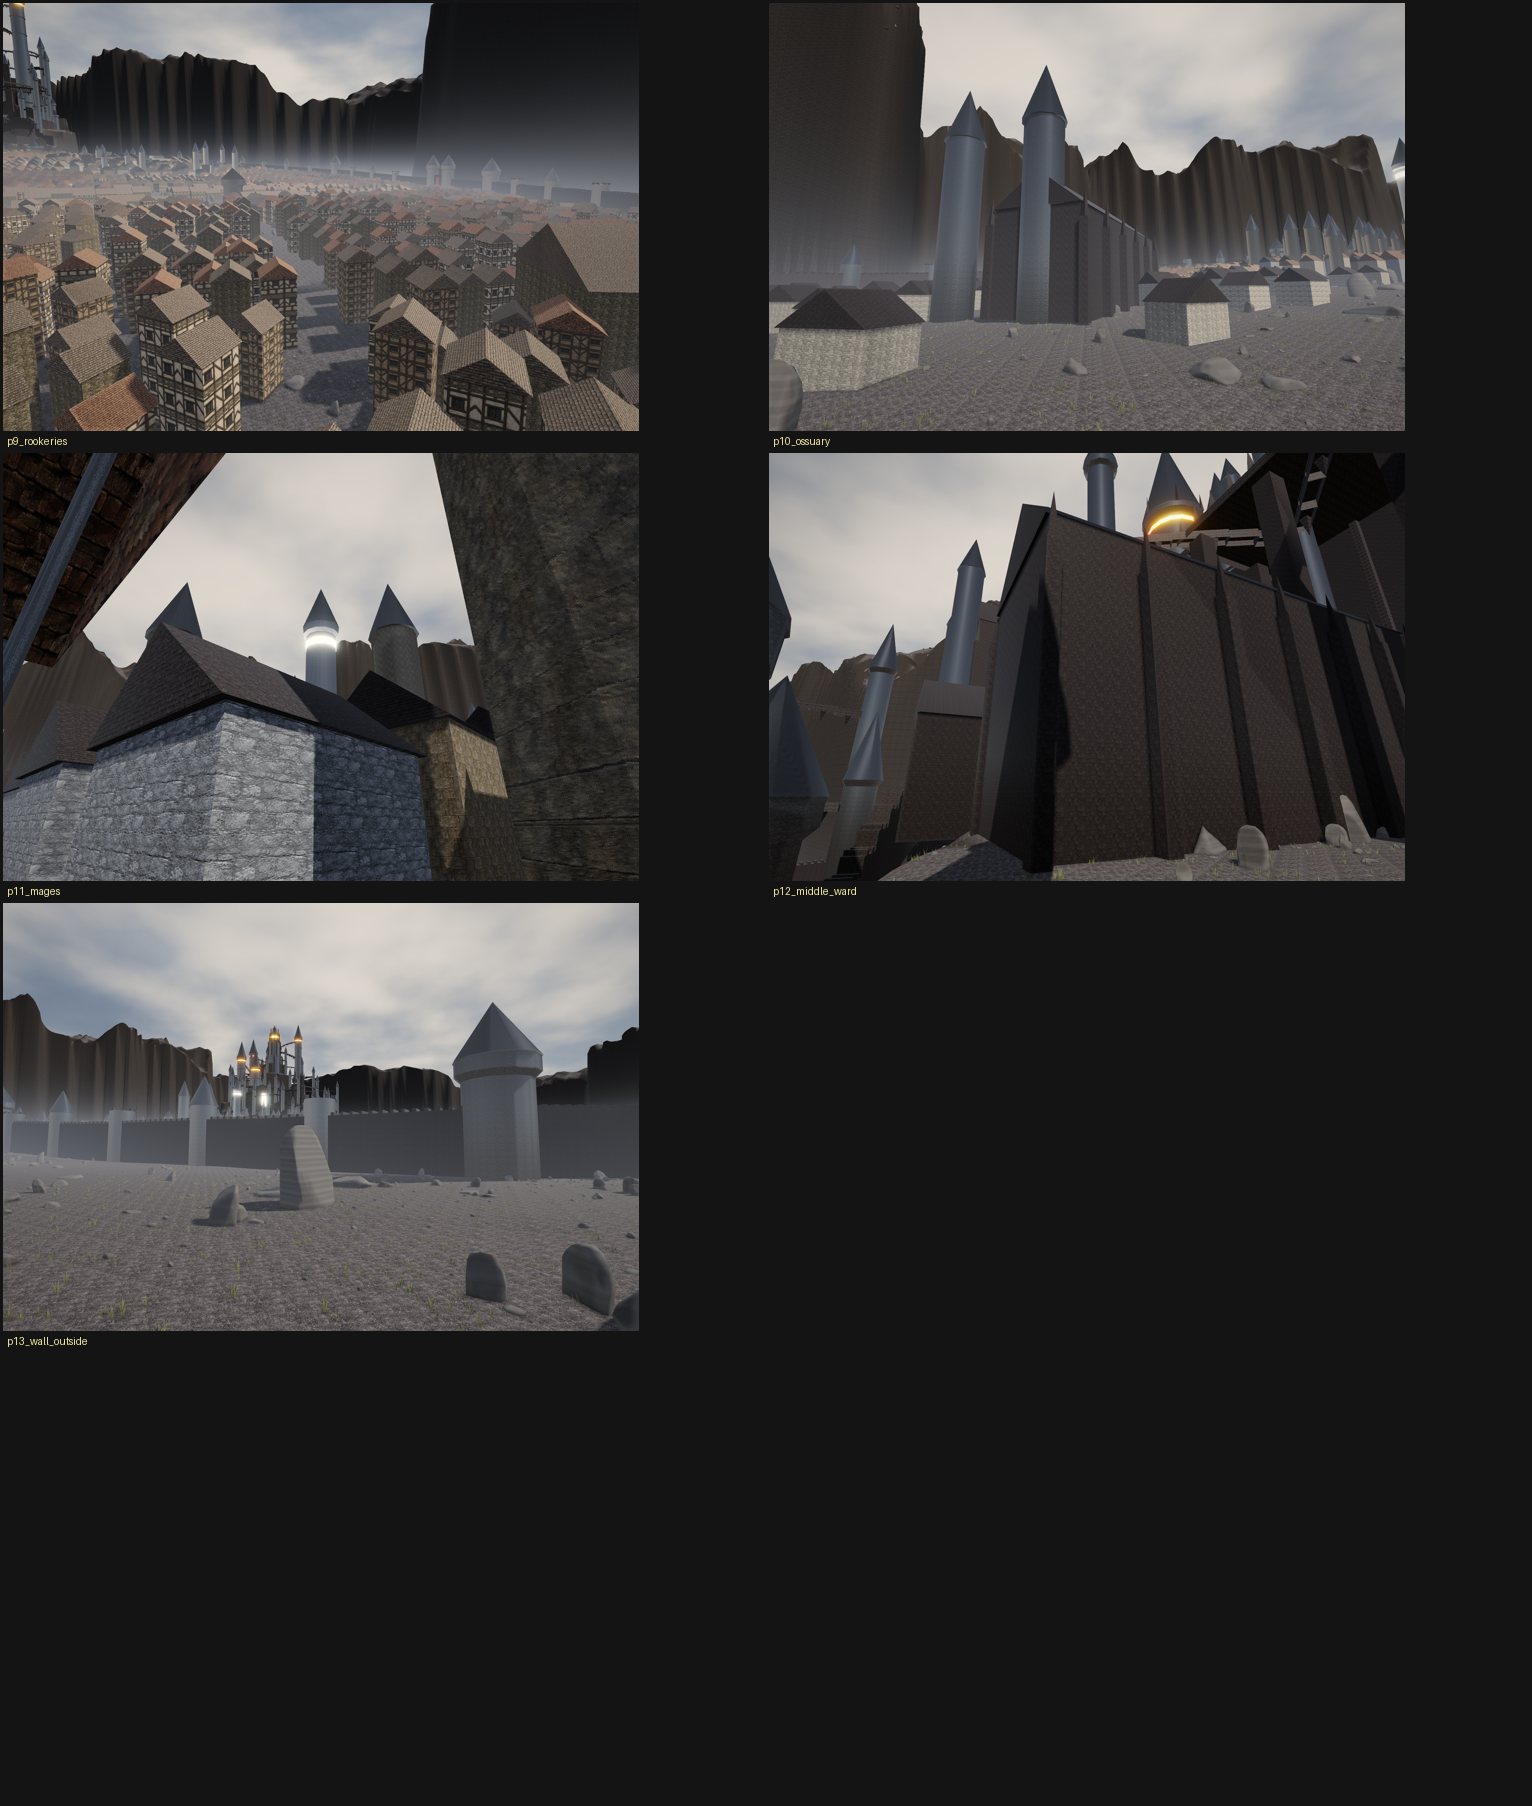 p9_rookeries
p10_ossuary
p11_mages
p12_middle_ward
p13_wall_outside